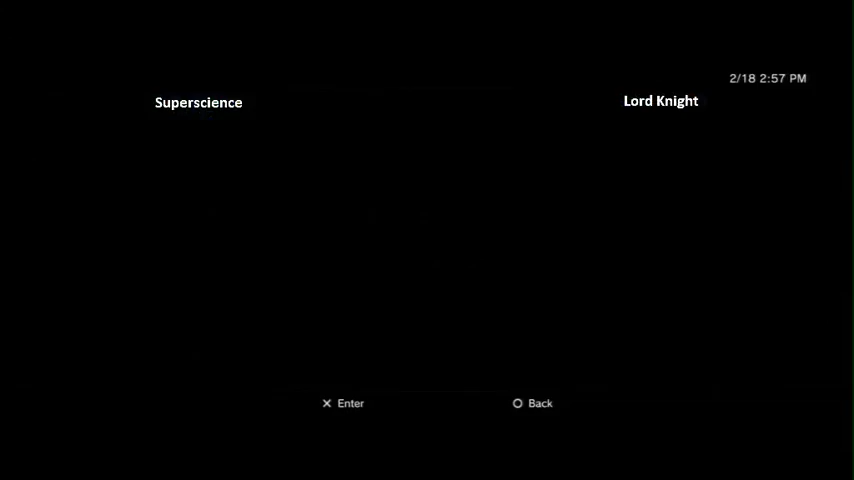 2/18 2:57 PM
Superscience
Lord Knight
X Enter
O Back